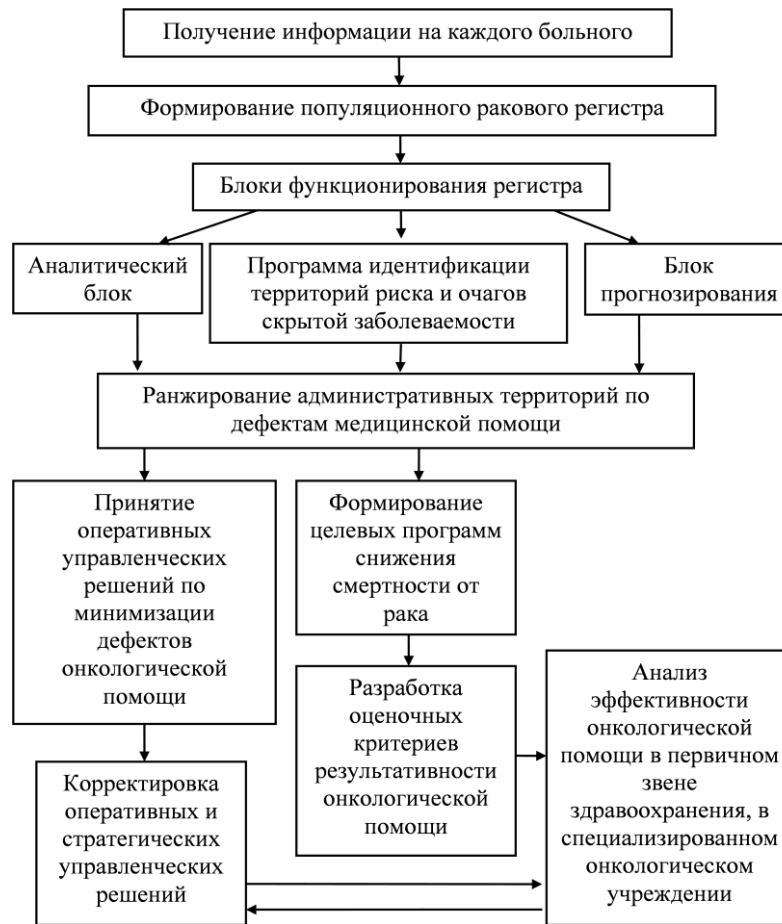 Получение информации на каждого больного
Формирование популяционного ракового регистра
Блоки функционирования регистра
Аналитический
блок
Программа идентификации
территорий риска и очагов
скрытой заболеваемости
Блок
прогнозирования
Ранжирование административных территорий по
дефектам медицинской помощи
Принятие
оперативных
управленческих
решений по
минимизации
дефектов
онкологической
помощи
Формирование
целевых программ
снижения
смертности от
рака
Разработка
оценочных
критериев
результативности
онкологической
помощи
Анализ
эффективности
онкологической
помощи в первичном
звене
здравоохранения, в
специализированном
онкологическом
учреждении
Корректировка
оперативных и
стратегических
управленческих
решений